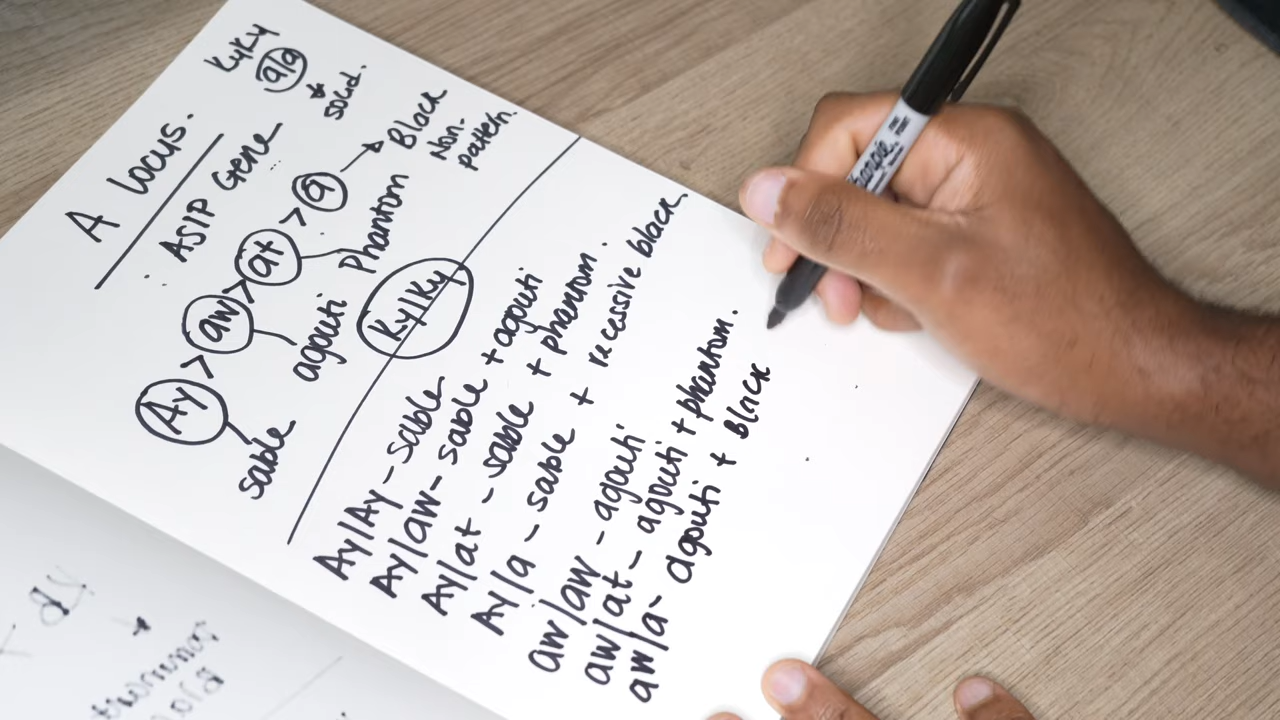 A Locus.
KyKy
a/a
solid.
ASIP Gene
Ay > aw > at > a
Black
Non-
pattern.
sable
agouti
Phantom
Ky/Ky
Ay/Ay - sable
Ay/aw - sable + agouti
Ay/at - sable + phantom.
Ay/a - sable + recessive black.
aw/aw - agouti
aw/at - agouti + phantom.
aw/a - agouti + black
Sharpie